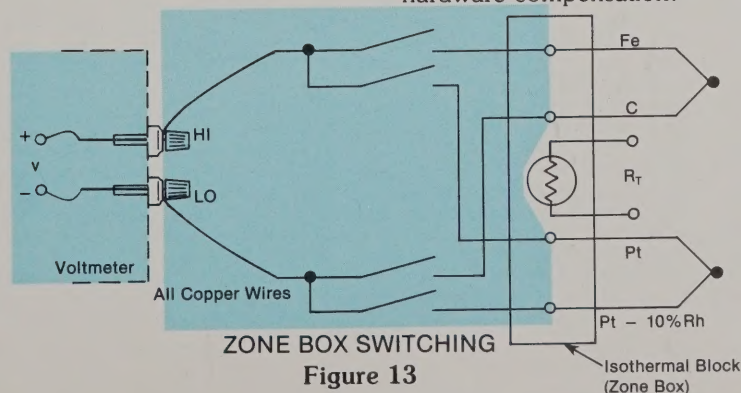 hardware compensation.
Fe
C
+
v
−
HI
LO
RT
Pt
Voltmeter
All Copper Wires
Pt − 10%Rh
ZONE BOX SWITCHING
Figure 13
Isothermal Block
(Zone Box)